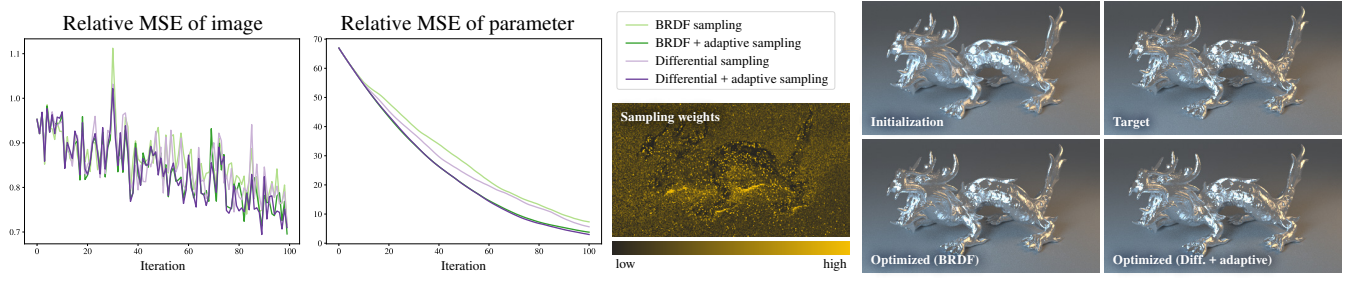 Relative MSE of image
1.1
1.0
0.9
0.8
0.7
0 20 40 60 80 100
Iteration
Relative MSE of parameter
70
60
50
40
30
20
10
0
0 20 40 60 80 100
Iteration
BRDF sampling
BRDF + adaptive sampling
Differential sampling
Differential + adaptive sampling
Sampling weights
low high
Initialization
Target
Optimized (BRDF)
Optimized (Diff. + adaptive)